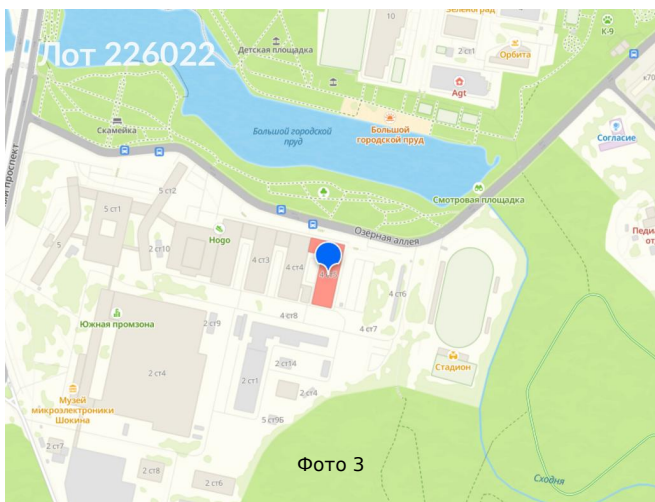 10
Зеленоград
К-9
Лот 226022
Детская площадка
2 ст1
Орбита
Agt
к70
Скамейка
Большой городской
пруд
Большой
городской пруд
Согласие
Смотровая площадка
5 ст2
5 ст1
5
2 ст10
Hogo
Озёрная аллея
4 ст3
4 ст4
4 ст6
4 ст8
4 ст7
Южная промзона
2 ст9
Стадион
2 ст14
2 ст4
2 ст1
2 ст4
Музей
микроэлектроники
Шокина
5 ст9Б
2 ст7
2 ст8
2 ст6
Фото 3
Сходня